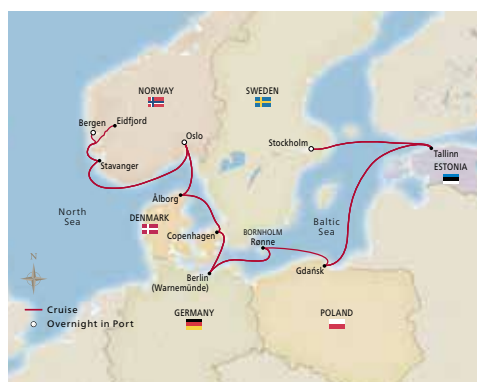 NORWAY
SWEDEN
Bergen
Eidfjord
Oslo
Stockholm
Stavanger
Tallinn
ESTONIA
Ålborg
North
Sea
DENMARK
Copenhagen
BORNHOLM
Rønne
Baltic
Sea
Gdańsk
Berlin
(Warnemünde)
N
Cruise
Overnight in Port
GERMANY
POLAND